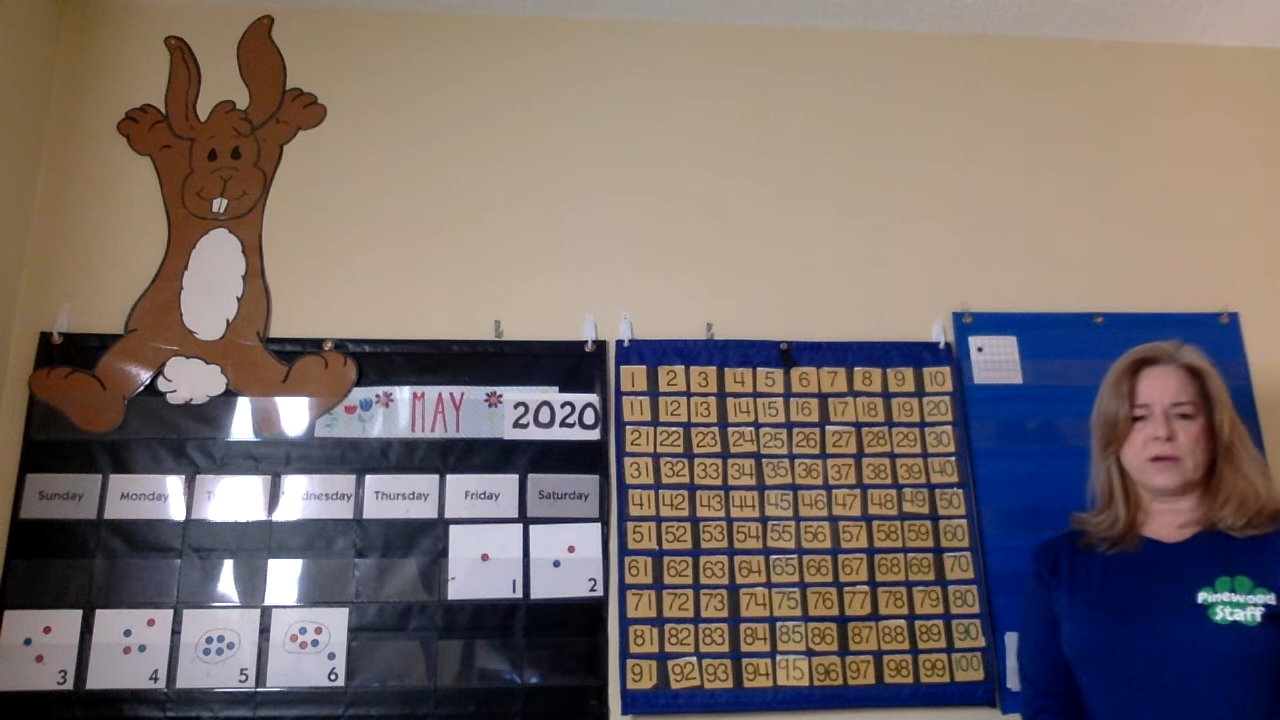 MAY 2020
Sunday Monday Thursday Friday Saturday
1 2
3 4 5 6
1 2 3 4 5 6 7 8 9 10
11 12 13 14 15 16 17 18 19 20
21 22 23 24 25 26 27 28 29 30
31 32 33 34 35 36 37 38 39 40
41 42 43 44 45 46 47 48 49 50
51 52 53 54 55 56 57 58 59 60
61 62 63 64 65 66 67 68 69 70
71 72 73 74 75 76 77 78 79 80
81 82 83 84 85 86 87 88 89 90
91 92 93 94 95 96 97 98 99 100
Pinewood
Staff